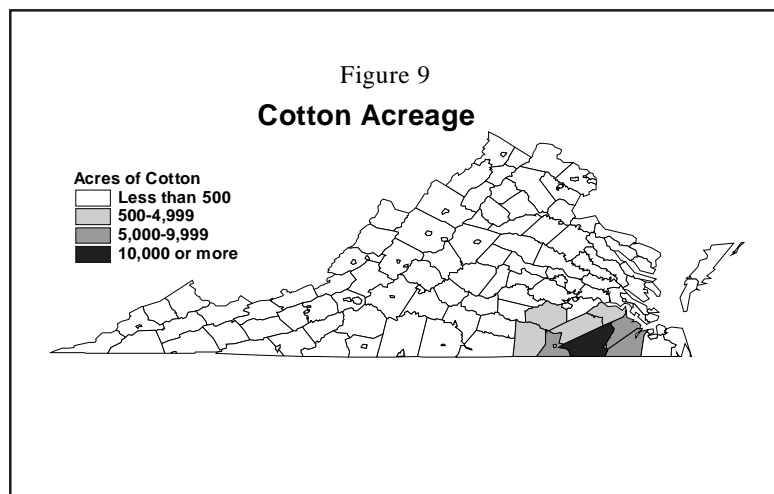 Figure 9
Cotton Acreage
Acres of Cotton
Less than 500
500-4,999
5,000-9,999
10,000 or more